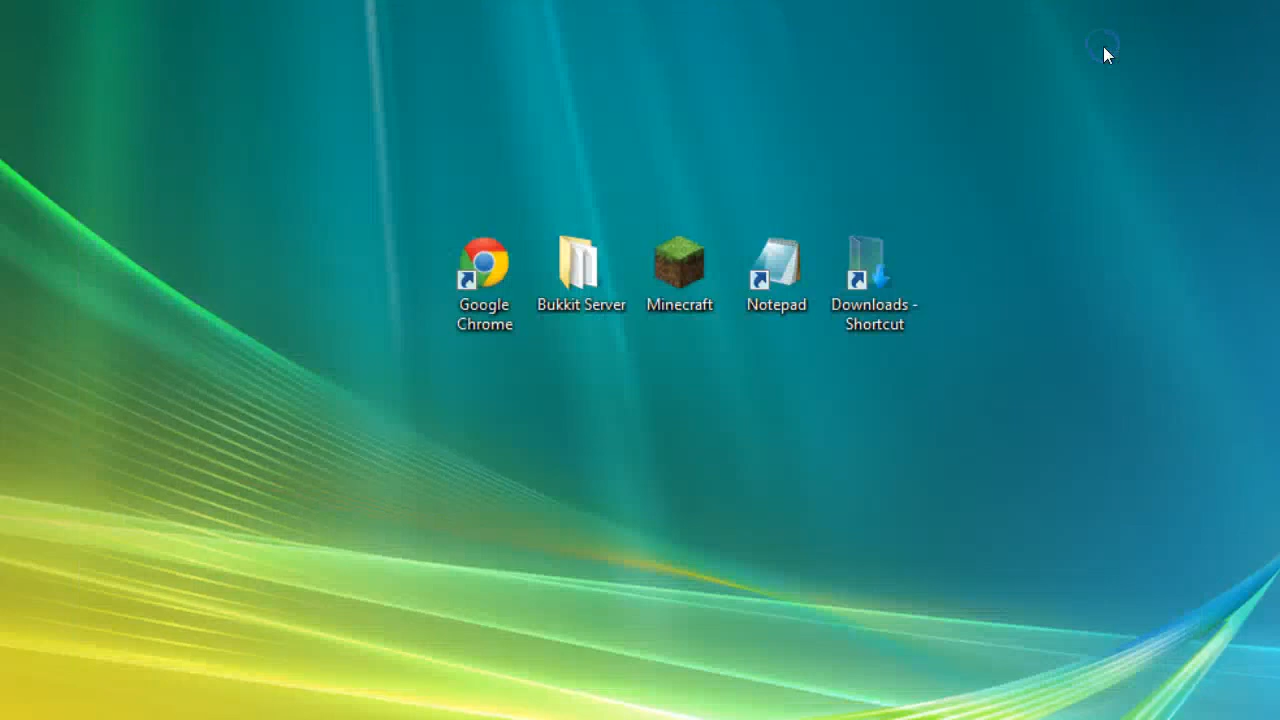 Google
Chrome
Bukkit Server
Minecraft
Notepad
Downloads -
Shortcut